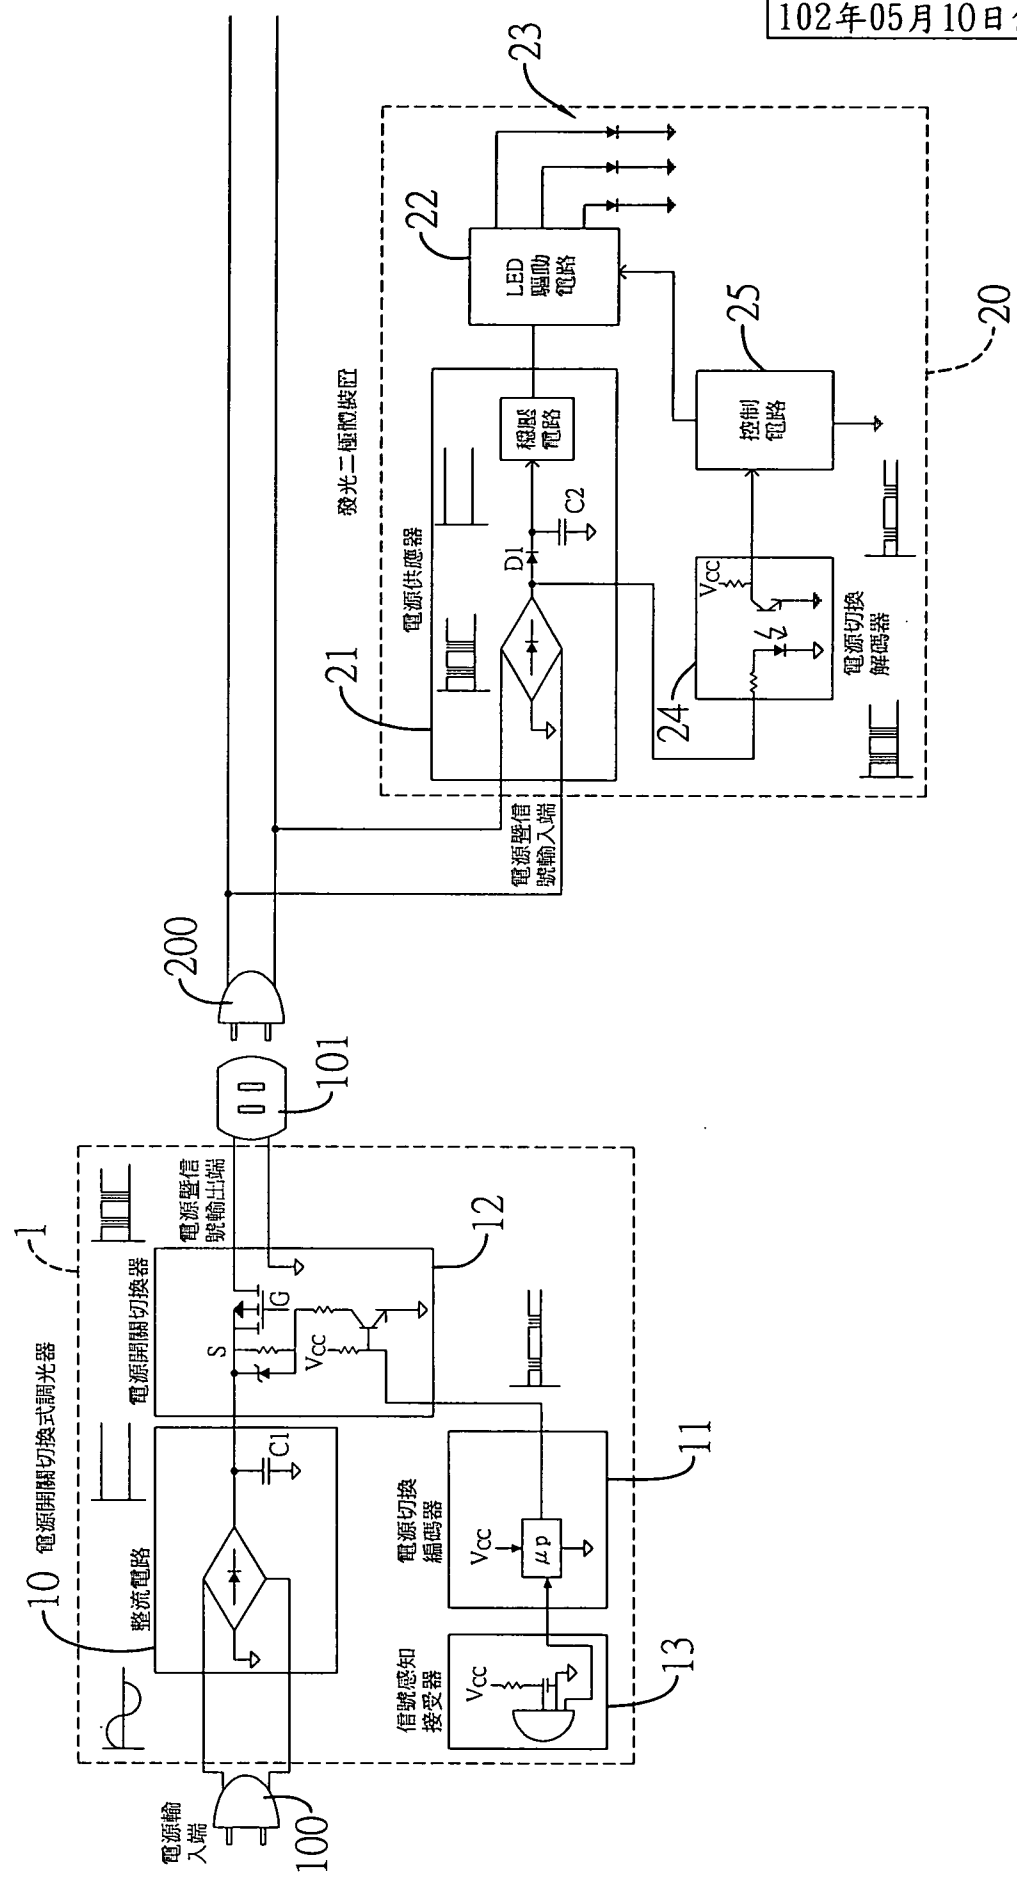 102年05月10日
1
電源開關切換式調光器
10
整流電路
C1
電源輸
入端
100
電源開關切換器
S
G
Vcc
12
電源暨信
號輸出端
101
200
電源切換
編碼器
Vcc
μp
11
信號感知
接受器
Vcc
13
發光二極體裝置
20
電源暨信
號輸入端
21
電源供應器
D1
C2
穩壓
電路
22
LED
驅動
電路
23
24
Vcc
電源切換
解碼器
25
控制
電路